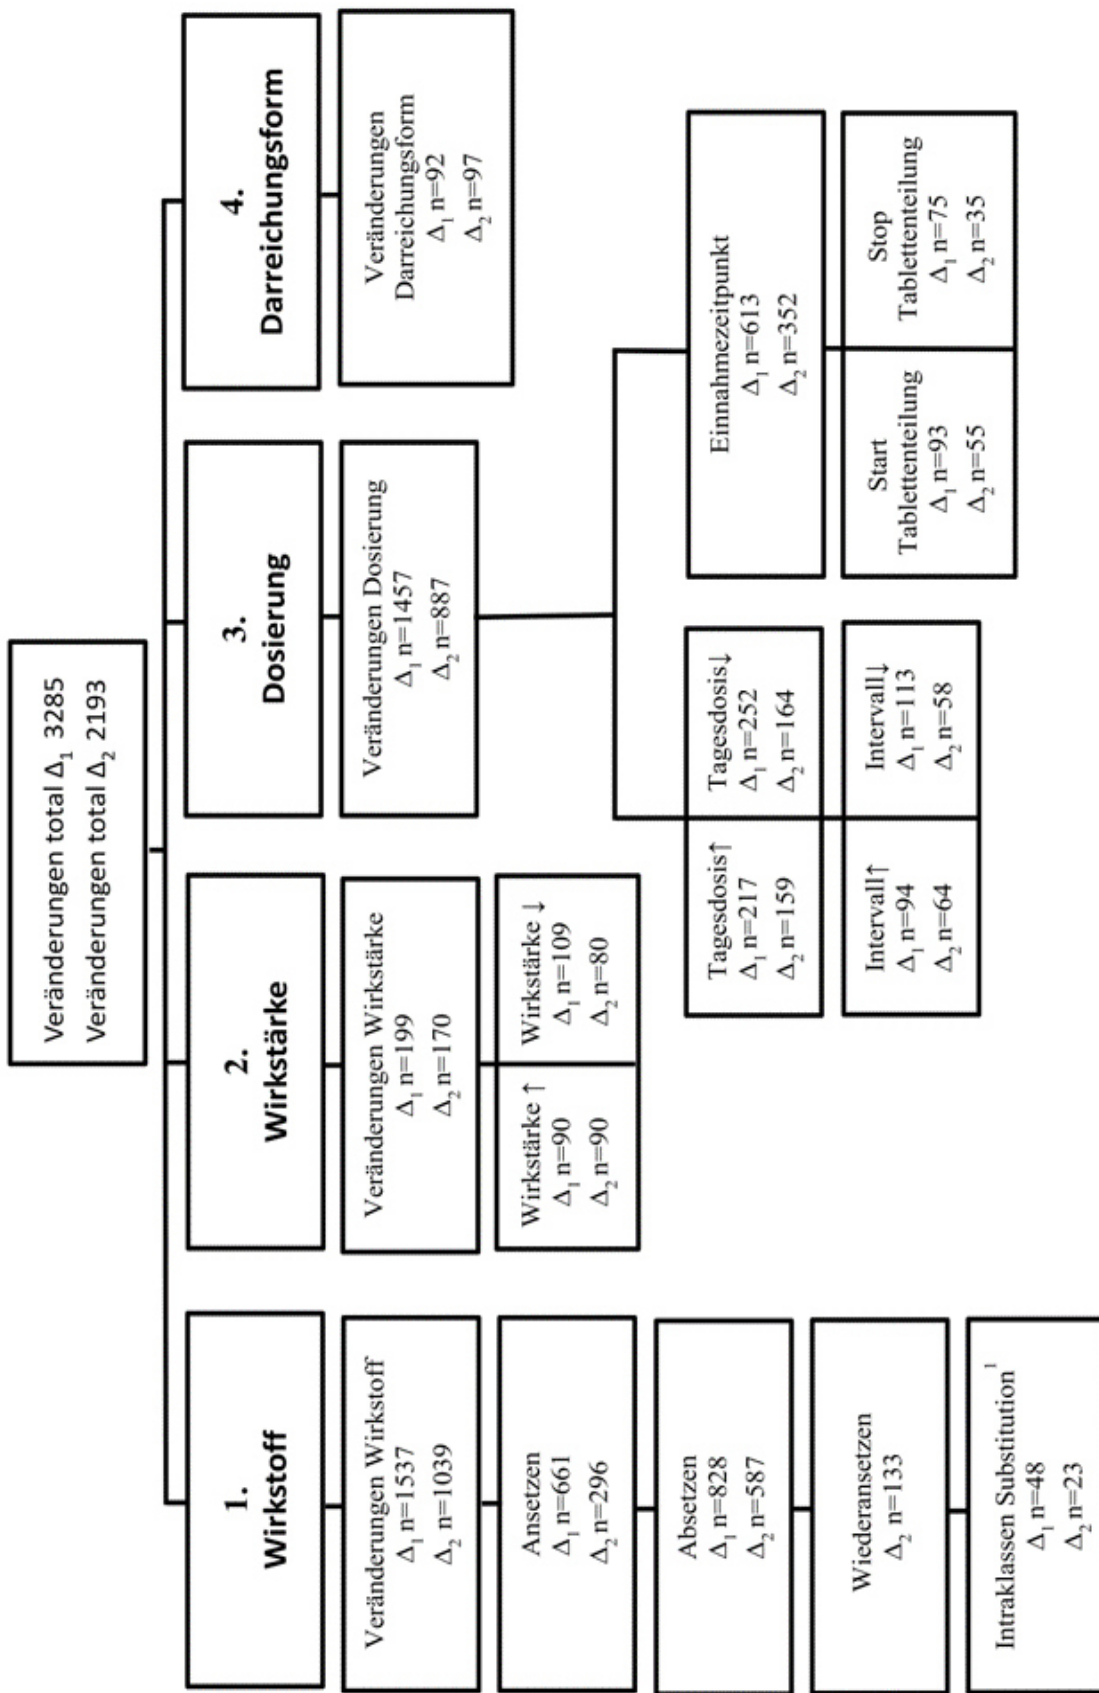 Veränderungen total Δ₁ 3285
Veränderungen total Δ₂ 2193
1.
Wirkstoff
Veränderungen Wirkstoff
Δ₁ n=1537
Δ₂ n=1039
Ansetzen
Δ₁ n=661
Δ₂ n=296
Absetzen
Δ₁ n=828
Δ₂ n=587
Wiederansetzen
Δ₂ n=133
Intraklassen Substitution¹
Δ₁ n=48
Δ₂ n=23
2.
Wirkstärke
Veränderungen Wirkstärke
Δ₁ n=199
Δ₂ n=170
Wirkstärke ↑
Δ₁ n=90
Δ₂ n=90
Wirkstärke ↓
Δ₁ n=109
Δ₂ n=80
3.
Dosierung
Veränderungen Dosierung
Δ₁ n=1457
Δ₂ n=887
Tagesdosis↑
Δ₁ n=217
Δ₂ n=159
Tagesdosis↓
Δ₁ n=252
Δ₂ n=164
Intervall↑
Δ₁ n=94
Δ₂ n=64
Intervall↓
Δ₁ n=113
Δ₂ n=58
Einnahmezeitpunkt
Δ₁ n=613
Δ₂ n=352
Start
Tablettenteilung
Δ₁ n=93
Δ₂ n=55
Stop
Tablettenteilung
Δ₁ n=75
Δ₂ n=35
4.
Darreichungsform
Veränderungen
Darreichungsform
Δ₁ n=92
Δ₂ n=97